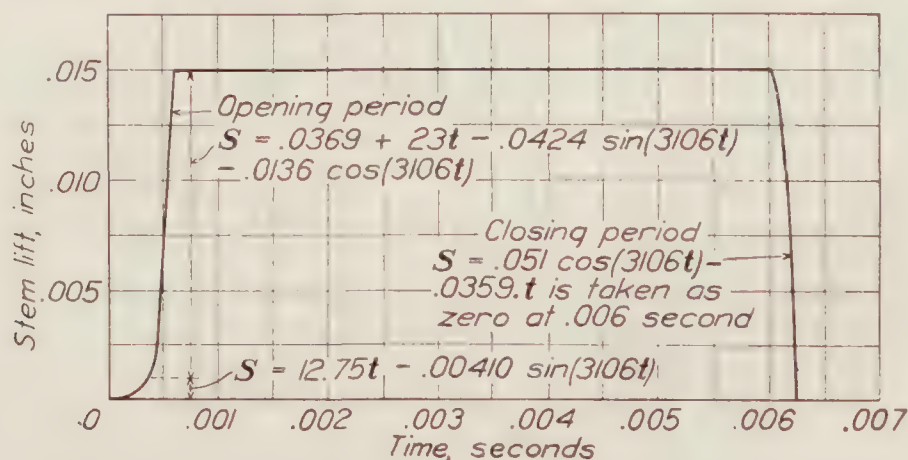 .015
Opening period
S = .0369 + 23t - .0424 sin(3106t)
- .0136 cos(3106t)
.010
Stem lift, inches
Closing period
S = .051 cos(3106t)-
.0359.t is taken as
zero at .006 second
.005
S = 12.75t - .00410 sin(3106t)
.0 .001 .002 .003 .004 .005 .006 .007
Time, seconds